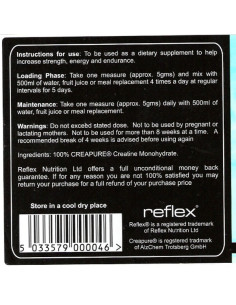 Instructions for use: To be used as a dietary supplement to help
increase strength, energy and endurance.
Loading Phase: Take one measure (approx. 5gms) and mix with
500ml of water, fruit juice or meal replacement 4 times a day at regular
intervals for 5 days.
Maintenance: Take one measure (approx. 5gms) daily with 500ml of
water, fruit juice or meal replacement.
Warnings: Do not excebd stated dose. Not to be used by pregnant or
lactating mothers. Not to be used for more than 8 weeks at a time. A
recommended break of 4 weeks is advised before using again
Ingredients: 100% CREAPURE® Creatine Monohydrate.
Reflex Nutrition Ltd offers a full unconditional money back
guarantee. If for any reason you are not 100% satisfied you may
return your purchase for a full refund of your purchase price
Store in a cool dry place
5 033579 000046 >
reflex®
Reflex® is a registered trademark
of Reflex Nutrition Ltd
Creapure® is registred tradmark
of AlzChem Trotsberg GmbH